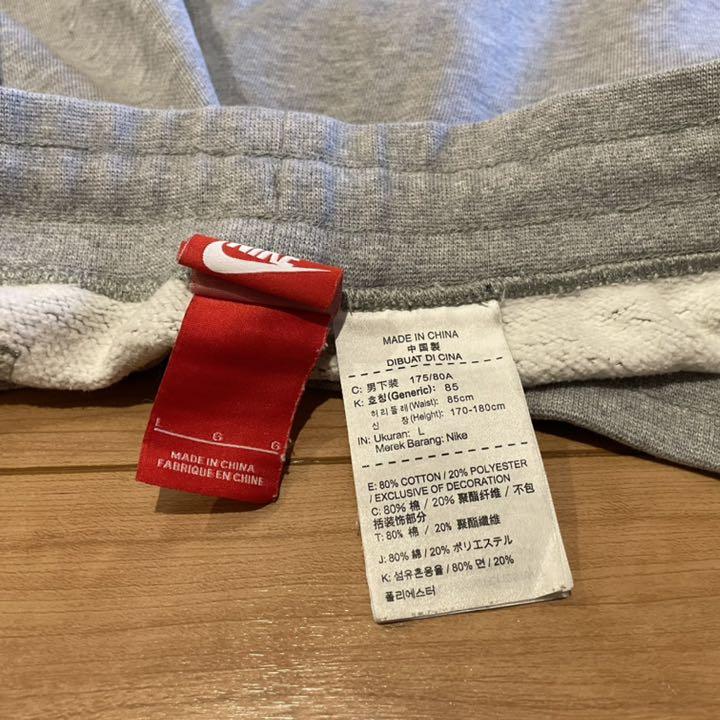 NIKE
L G G
MADE IN CHINA
FABRIQUE EN CHINE
MADE IN CHINA
中國製
DIBUAT DI CINA
C: 男下装 175/80A
K: 호칭(Generic): 85
허리둘레(Waist): 85cm
신 장(Height): 170-180cm
IN: Ukuran: L
Merek Barang: Nike
E: 80% COTTON / 20% POLYESTER
/ EXCLUSIVE OF DECORATION
C: 80% 棉 / 20% 聚酯纤维 / 不包
括装饰部分
T: 80% 棉 / 20% 聚酯纖維
J: 80% 綿 / 20% ポリエステル
K: 섬유혼용율 / 80% 면 / 20%
폴리에스터